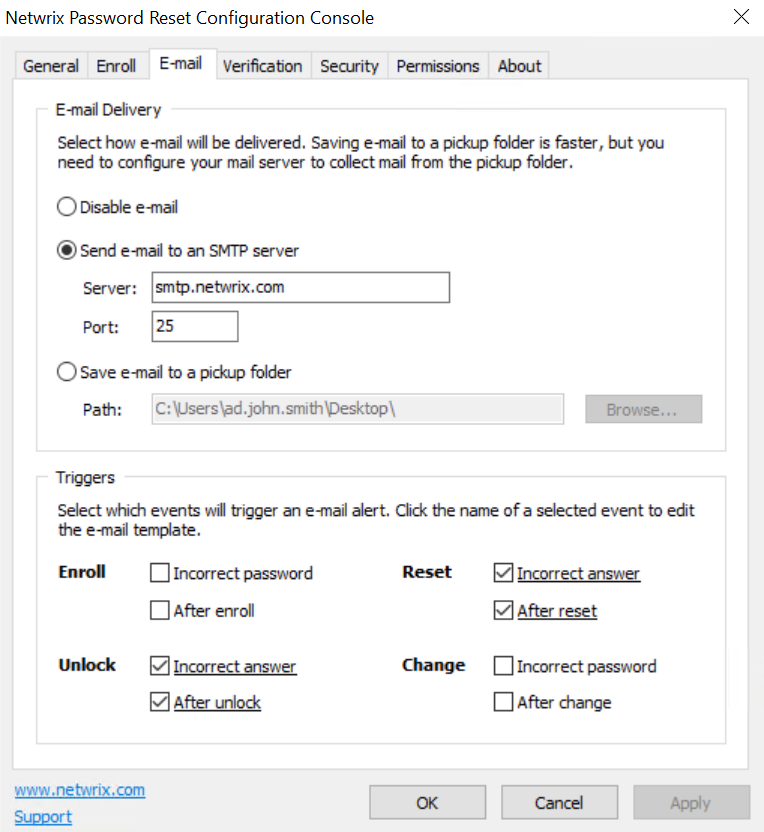 Netwrix Password Reset Configuration Console
General Enroll E-mail Verification Security Permissions About
E-mail Delivery
Select how e-mail will be delivered. Saving e-mail to a pickup folder is faster, but you
need to configure your mail server to collect mail from the pickup folder.
Disable e-mail
Send e-mail to an SMTP server
Server: smtp.netwrix.com
Port: 25
Save e-mail to a pickup folder
Path: C:\Users\ad.john.smith\Desktop\ Browse...
Triggers
Select which events will trigger an e-mail alert. Click the name of a selected event to edit
the e-mail template.
Enroll Incorrect password Reset Incorrect answer
After enroll After reset
Unlock Incorrect answer Change Incorrect password
After unlock After change
www.netwrix.com
Support
OK Cancel Apply